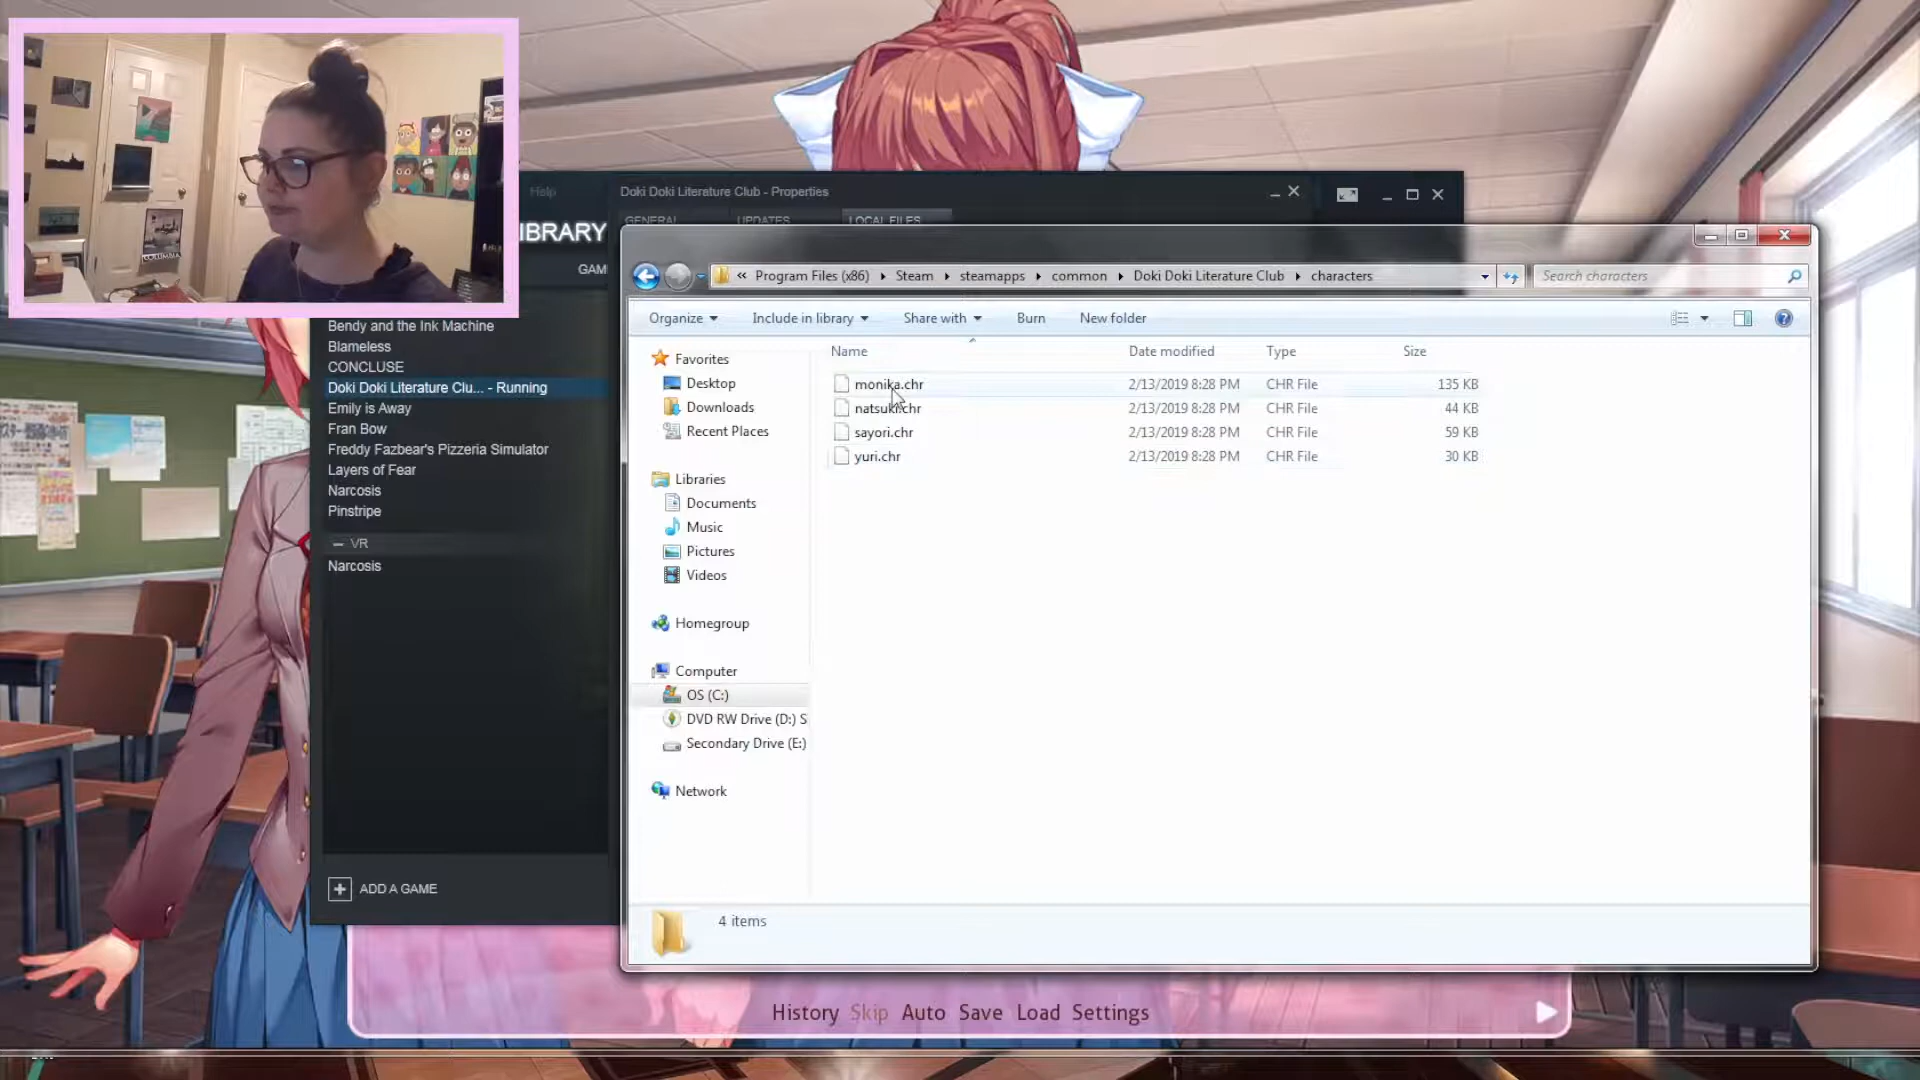 COLUMBIA
Help
Doki Doki Literature Club - Properties
GENERAL UPDATES LOCAL FILES
IBRARY
GAM
« Program Files (x86) Steam steamapps common Doki Doki Literature Club characters
Search characters
Organize Include in library Share with Burn New folder
Bendy and the Ink Machine
Blameless
CONCLUSE
Doki Doki Literature Clu... - Running
Emily is Away
Fran Bow
Freddy Fazbear's Pizzeria Simulator
Layers of Fear
Narcosis
Pinstripe
– VR
Narcosis
+ ADD A GAME
Favorites
Desktop
Downloads
Recent Places
Libraries
Documents
Music
Pictures
Videos
Homegroup
Computer
OS (C:)
DVD RW Drive (D:) S
Secondary Drive (E:)
Network
Name Date modified Type Size
monika.chr 2/13/2019 8:28 PM CHR File 135 KB
natsuki.chr 2/13/2019 8:28 PM CHR File 44 KB
sayori.chr 2/13/2019 8:28 PM CHR File 59 KB
yuri.chr 2/13/2019 8:28 PM CHR File 30 KB
4 items
History Skip Auto Save Load Settings